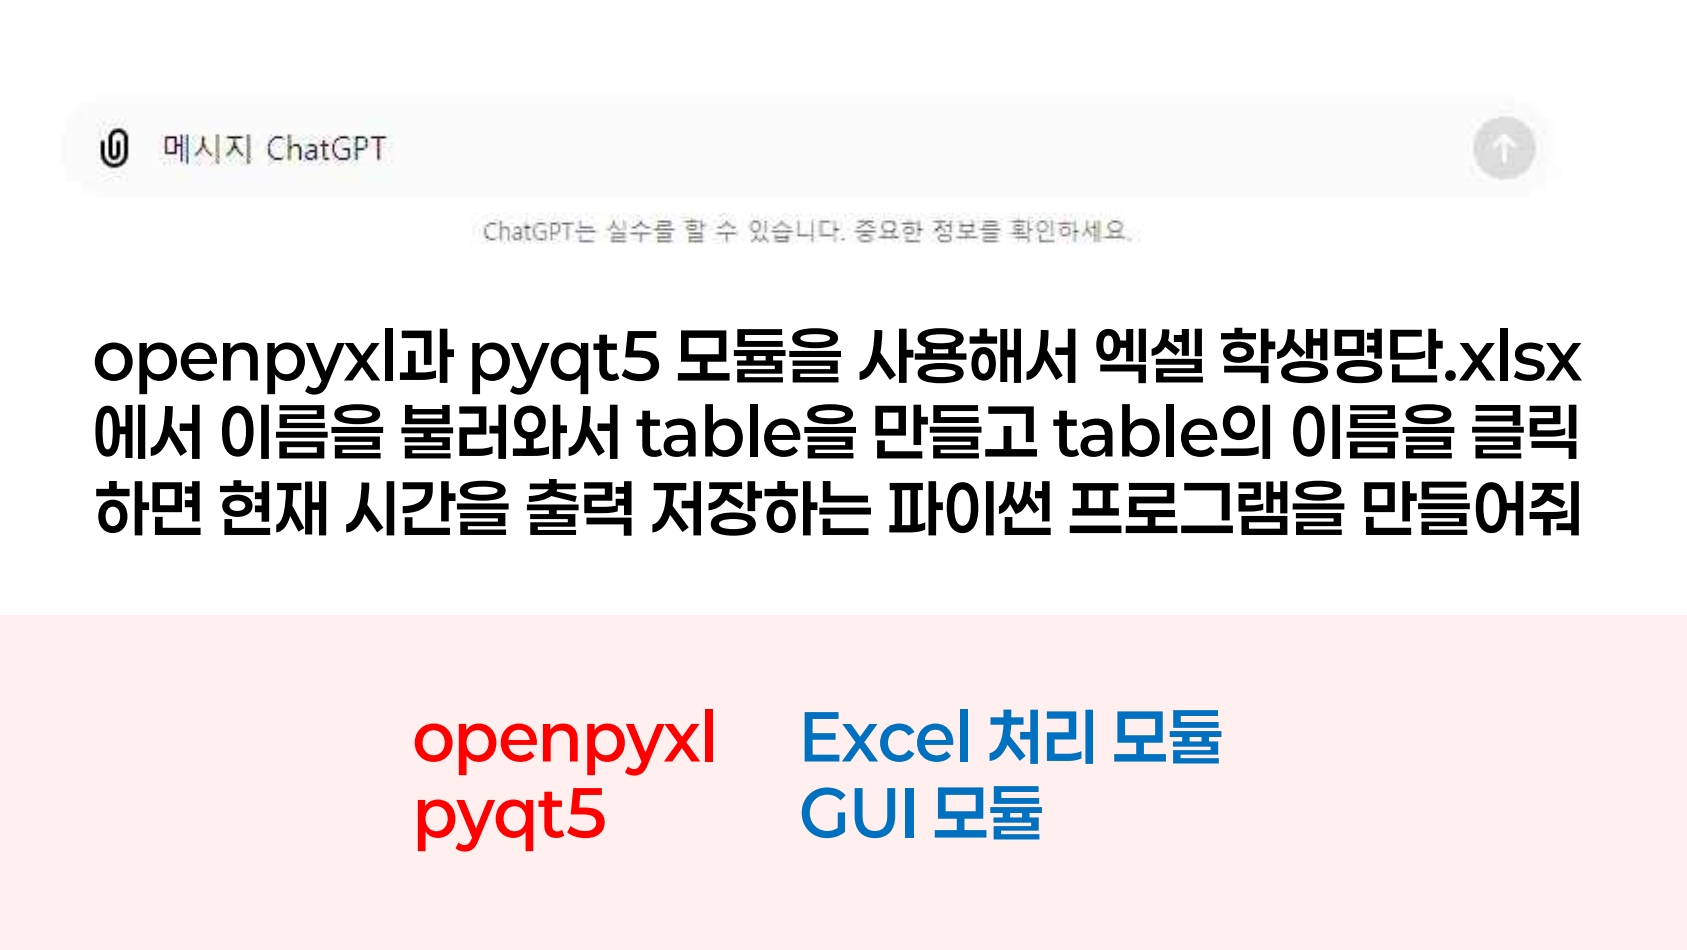 메시지 ChatGPT
ChatGPT는 실수를 할 수 있습니다. 중요한 정보를 확인하세요.
openpyxl과 pyqt5 모듈을 사용해서 엑셀 학생명단.xlsx
에서 이름을 불러와서 table을 만들고 table의 이름을 클릭
하면 현재 시간을 출력 저장하는 파이썬 프로그램을 만들어줘
openpyxl Excel 처리 모듈
pyqt5 GUI 모듈